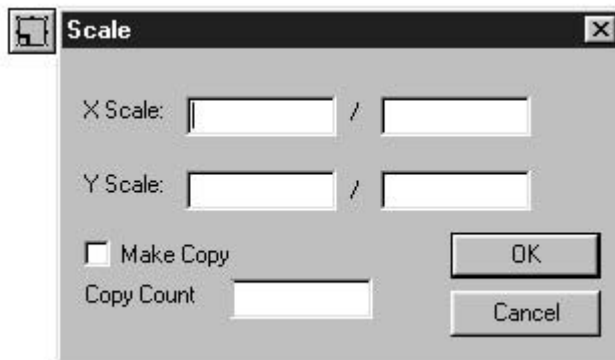 Scale
X Scale: /
Y Scale: /
Make Copy
OK
Copy Count
Cancel